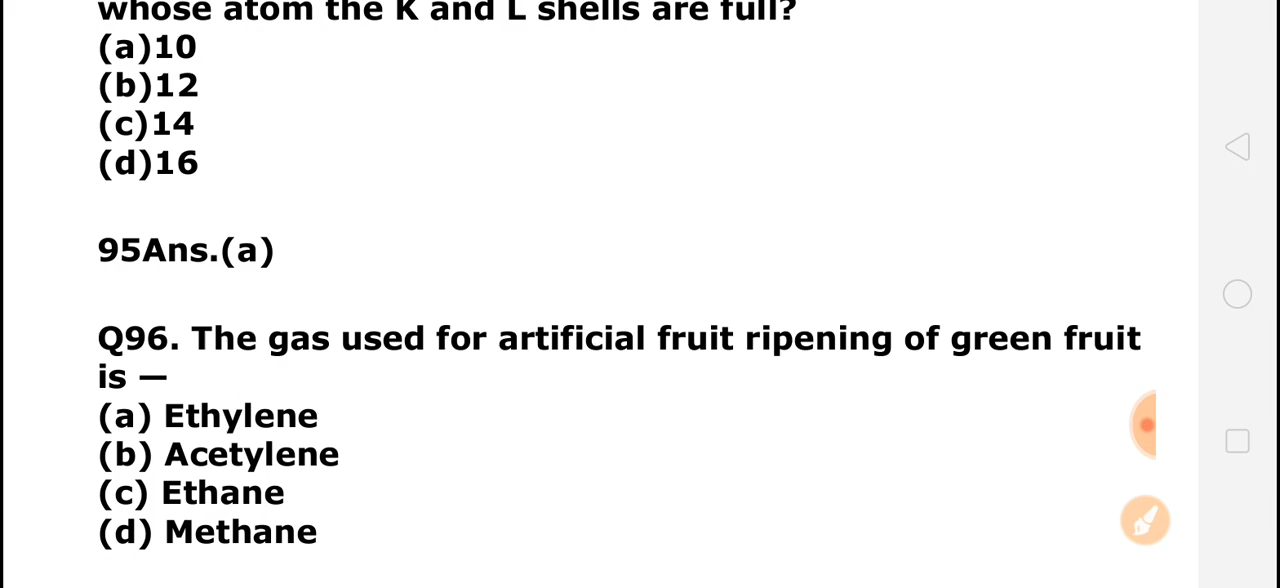 whose atom the K and L shells are full?
(a)10
(b)12
(c)14
(d)16
95Ans.(a)
Q96. The gas used for artificial fruit ripening of green fruit
is —
(a) Ethylene
(b) Acetylene
(c) Ethane
(d) Methane